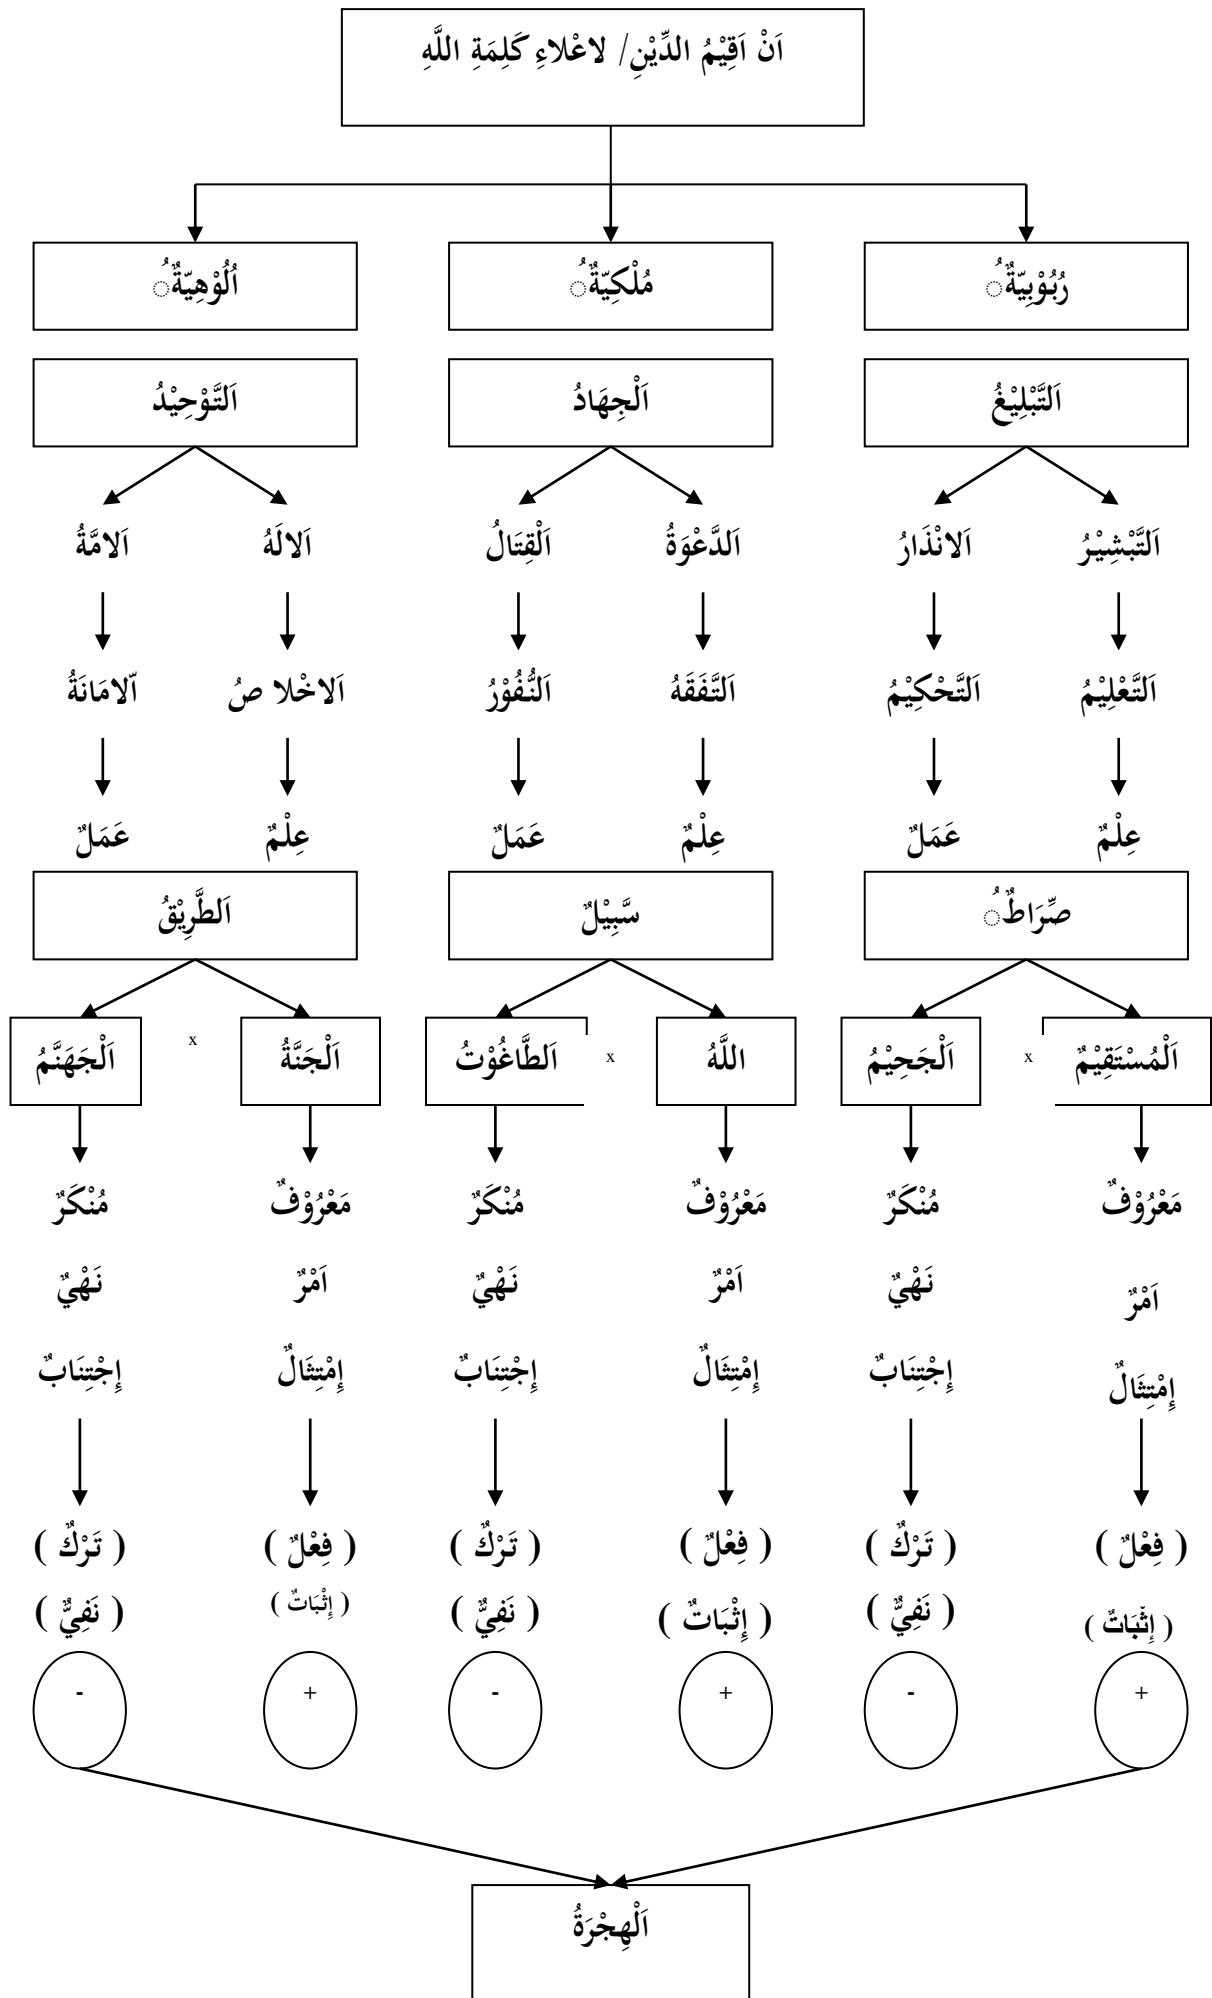 اَنْ اَقِيْمُ الدِّيْنِ/ لاعْلاءِ كَلِمَةِ اللَّهِ
رُبُوْبِيّةٌ ُ مُلْكِيّةٌ ُ اُلُوْهِيّةٌ ُ
اَلتَّبْلِيْغُ اَلْجِهَادُ اَلتَّوْحِيْدُ
اَلتَّبْشِيْرُ اَلانْذَارُ اَلدَّعْوَةُ اَلْقِتَالُ اَلالَهُ اَلامَّةُ
اَلتَّعْلِيْمُ اَلتَّحْكِيْمُ اَلتَّفَقَهُ اَلنُّفُوْرُ اَلاخْلا صُ اَلامَانَةُ
عِلْمٌ عَمَلٌ عِلْمٌ عَمَلٌ عِلْمٌ عَمَلٌ
صِّرَاطٌ ُ سَّبِيْلٌ اَلطَّرِيْقُ
اَلْمُسْتَقِيْمٌ x اَلْجَحِيْمُ اللَّهُ x اَلطَّاغُوْتُ اَلْجَنَّةُ x اَلْجَهَنَّمُ
مَعْرُوْفٌ مُنْكَرٌ مَعْرُوْفٌ مُنْكَرٌ مَعْرُوْفٌ مُنْكَرٌ
اَمْرٌ نَهْيٌ اَمْرٌ نَهْيٌ اَمْرٌ نَهْيٌ
إِمْتِثَالٌ إِجْتِنَابٌ إِمْتِثَالٌ إِجْتِنَابٌ إِمْتِثَالٌ إِجْتِنَابٌ
( فِعْلٌ ) ( تَرْكٌ ) ( فِعْلٌ ) ( تَرْكٌ ) ( فِعْلٌ ) ( تَرْكٌ )
( إِثْبَاتٌ ) ( نَفِيٌّ ) ( إِثْبَاتٌ ) ( نَفِيٌّ ) ( إِثْبَاتٌ ) ( نَفِيٌّ )
+ - + - + -
اَلْهِجْرَةُ